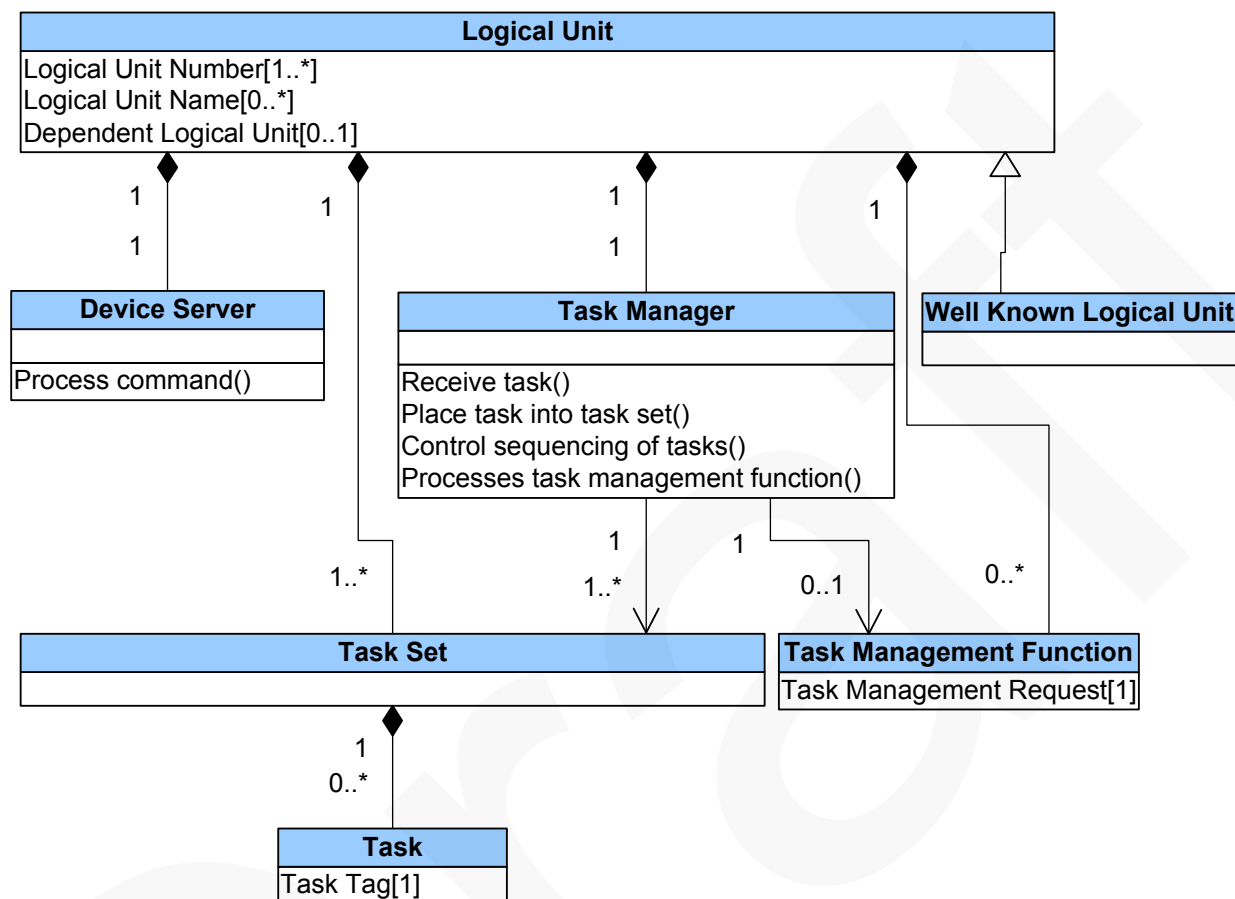 Logical Unit
Logical Unit Number[1..*]
Logical Unit Name[0..*]
Dependent Logical Unit[0..1]
1
1
1
1
1
1
Device Server
Process command()
Task Manager
Receive task()
Place task into task set()
Control sequencing of tasks()
Processes task management function()
Well Known Logical Unit
1
1
1..*
1..*
0..1
0..*
Task Set
Task Management Function
Task Management Request[1]
1
0..*
Task
Task Tag[1]